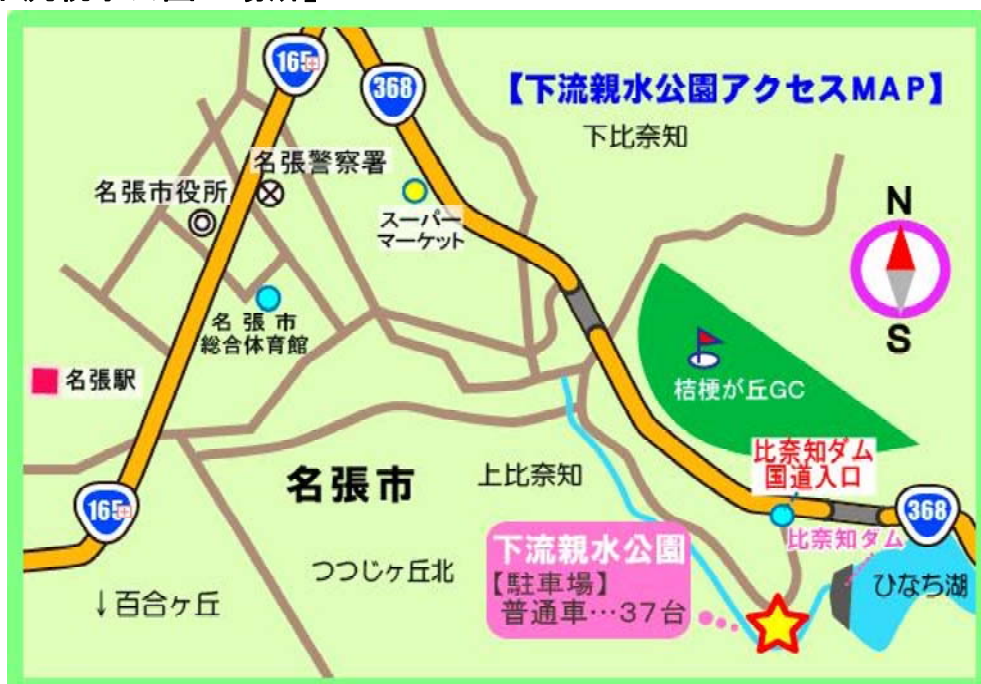 165
368
【下流親水公園アクセスMAP】
下比奈知
名張警察署
名張市役所
スーパー
マーケット
N
S
名張市
総合体育館
名張駅
桔梗が丘GC
比奈知ダム
国道入口
名張市
上比奈知
165
368
下流親水公園
【駐車場】
普通車…37台
比奈知ダム
ひなち湖
つつじヶ丘北
↓百合ヶ丘